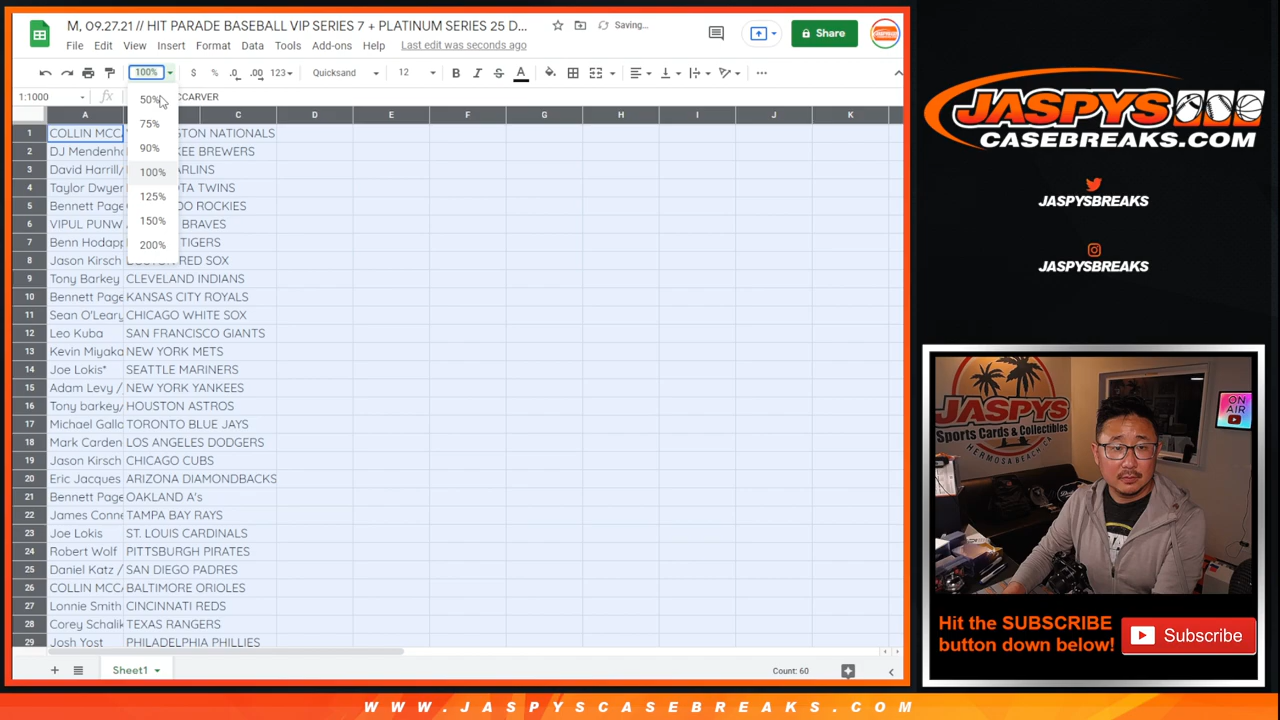 M, 09.27.21 // HIT PARADE BASEBALL VIP SERIES 7 + PLATINUM SERIES 25 D...
Saving...
File Edit View Insert Format Data Tools Add-ons Help Last edit was seconds ago
Share
100% $ % .0 .00 123 Quicksand 12 B I S A
1:1000 fx CCARVER
50%
75%
90%
100%
125%
150%
200%
A C D E F G H I J K
1 COLLIN MCC GTON NATIONALS
2 DJ Mendenh KEE BREWERS
3 David Harrill/ ARLINS
4 Taylor Dwyer OTA TWINS
5 Bennett Page DO ROCKIES
6 VIPUL PUNW BRAVES
7 Benn Hodapp TIGERS
8 Jason Kirsch RED SOX
9 Tony Barkey CLEVELAND INDIANS
10 Bennett Page KANSAS CITY ROYALS
11 Sean O'Leary CHICAGO WHITE SOX
12 Leo Kuba SAN FRANCISCO GIANTS
13 Kevin Miyaka NEW YORK METS
14 Joe Lokis* SEATTLE MARINERS
15 Adam Levy / NEW YORK YANKEES
16 Tony barkey/ HOUSTON ASTROS
17 Michael Gall TORONTO BLUE JAYS
18 Mark Carden LOS ANGELES DODGERS
19 Jason Kirsch CHICAGO CUBS
20 Eric Jacques ARIZONA DIAMONDBACKS
21 Bennett Page OAKLAND A's
22 James Conne TAMPA BAY RAYS
23 Joe Lokis ST. LOUIS CARDINALS
24 Robert Wolf PITTSBURGH PIRATES
25 Daniel Katz / SAN DIEGO PADRES
26 COLLIN MCC BALTIMORE ORIOLES
27 Lonnie Smith CINCINNATI REDS
28 Corey Schalik TEXAS RANGERS
29 Josh Yost PHILADELPHIA PHILLIES
Sheet1
Count: 60
JASPYS
CASEBREAKS.COM
JASPYSBREAKS
JASPYSBREAKS
JASPYS
Sports Cards & Collectibles
HERMOSA BEACH, CA
ON
AIR
Hit the SUBSCRIBE
button down below!
Subscribe
WWW.JASPYSCASEBREAKS.COM